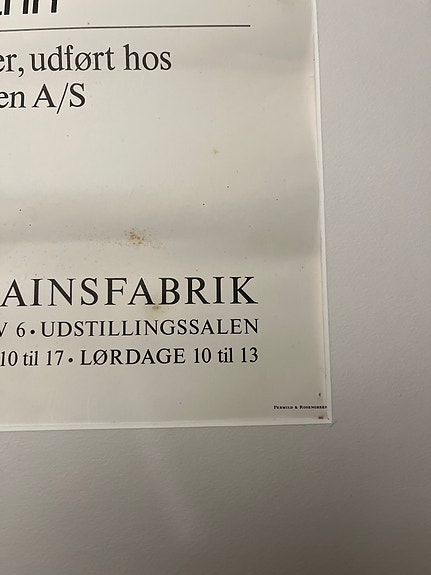 er, udført hos
en A/S
AINSFABRIK
V 6 • UDSTILLINGSSALEN
10 til 17 • LØRDAGE 10 til 13
PERMILD & ROSENGREEN